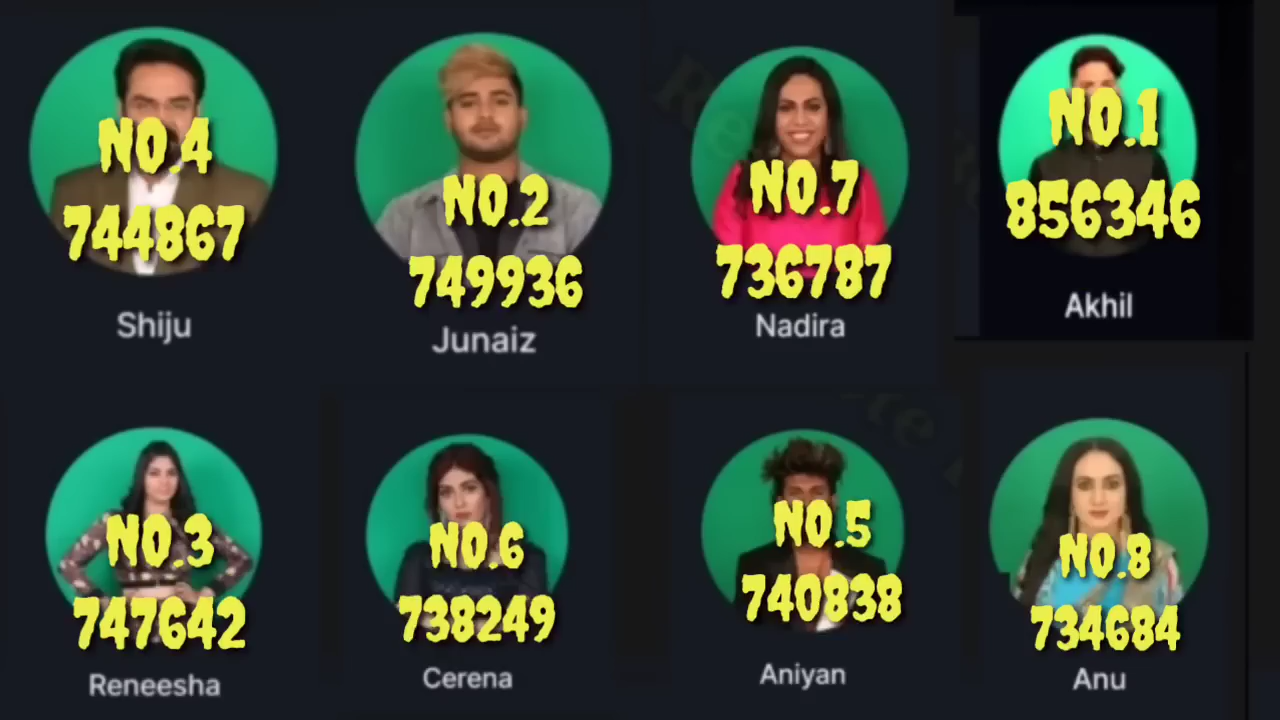 NO.4
744867
Shiju
NO.2
749936
Junaiz
NO.7
736787
Nadira
NO.1
856346
Akhil
NO.3
747642
Reneesha
NO.6
738249
Cerena
NO.5
740838
Aniyan
NO.8
734684
Anu